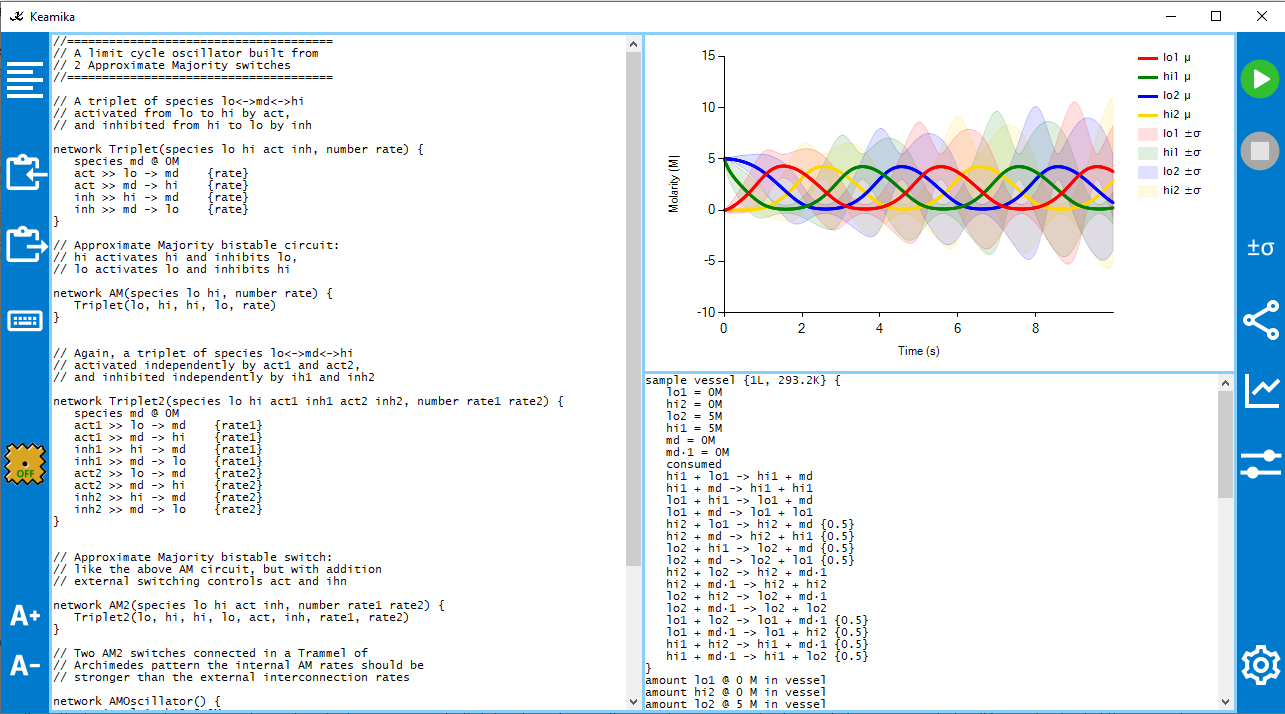 Keamika
//======================================
// A limit cycle oscillator built from
// 2 Approximate Majority switches
//======================================
// A triplet of species lo<->md<->hi
// activated from lo to hi by act,
// and inhibited from hi to lo by inh
network Triplet(species lo hi act inh, number rate) {
species md @ 0M
act >> lo -> md {rate}
act >> md -> hi {rate}
inh >> hi -> md {rate}
inh >> md -> lo {rate}
}
// Approximate Majority bistable circuit:
// hi activates hi and inhibits lo,
// lo activates lo and inhibits hi
network AM(species lo hi, number rate) {
Triplet(lo, hi, hi, lo, rate)
}
// Again, a triplet of species lo<->md<->hi
// activated independently by act1 and act2,
// and inhibited independently by ih1 and inh2
network Triplet2(species lo hi act1 inh1 act2 inh2, number rate1 rate2) {
species md @ 0M
act1 >> lo -> md {rate1}
act1 >> md -> hi {rate1}
inh1 >> hi -> md {rate1}
inh1 >> md -> lo {rate1}
act2 >> lo -> md {rate2}
act2 >> md -> hi {rate2}
inh2 >> hi -> md {rate2}
inh2 >> md -> lo {rate2}
}
// Approximate Majority bistable switch:
// like the above AM circuit, but with addition
// external switching controls act and ihn
network AM2(species lo hi act inh, number rate1 rate2) {
Triplet2(lo, hi, hi, lo, act, inh, rate1, rate2)
}
// Two AM2 switches connected in a Trammel of
// Archimedes pattern the internal AM rates should be
// stronger than the external interconnection rates
network AMOscillator() {
OFF
A+
A-
15
10
5
0
-5
-10
Molarity (M)
0 2 4 6 8
Time (s)
lo1 μ
hi1 μ
lo2 μ
hi2 μ
lo1 ±σ
hi1 ±σ
lo2 ±σ
hi2 ±σ
sample vessel {1L, 293.2K} {
lo1 = 0M
hi2 = 0M
lo2 = 5M
hi1 = 5M
md = 0M
md·1 = 0M
consumed
hi1 + lo1 -> hi1 + md
hi1 + md -> hi1 + hi1
lo1 + hi1 -> lo1 + md
lo1 + md -> lo1 + lo1
hi2 + lo1 -> hi2 + md {0.5}
hi2 + md -> hi2 + hi1 {0.5}
lo2 + hi1 -> lo2 + md {0.5}
lo2 + md -> lo2 + lo1 {0.5}
hi2 + lo2 -> hi2 + md·1
hi2 + md·1 -> hi2 + hi2
lo2 + hi2 -> lo2 + md·1
lo2 + md·1 -> lo2 + lo2
lo1 + lo2 -> lo1 + md·1 {0.5}
lo1 + md·1 -> lo1 + hi2 {0.5}
hi1 + hi2 -> hi1 + md·1 {0.5}
hi1 + md·1 -> hi1 + lo2 {0.5}
}
amount lo1 @ 0 M in vessel
amount hi2 @ 0 M in vessel
amount lo2 @ 5 M in vessel
±σ